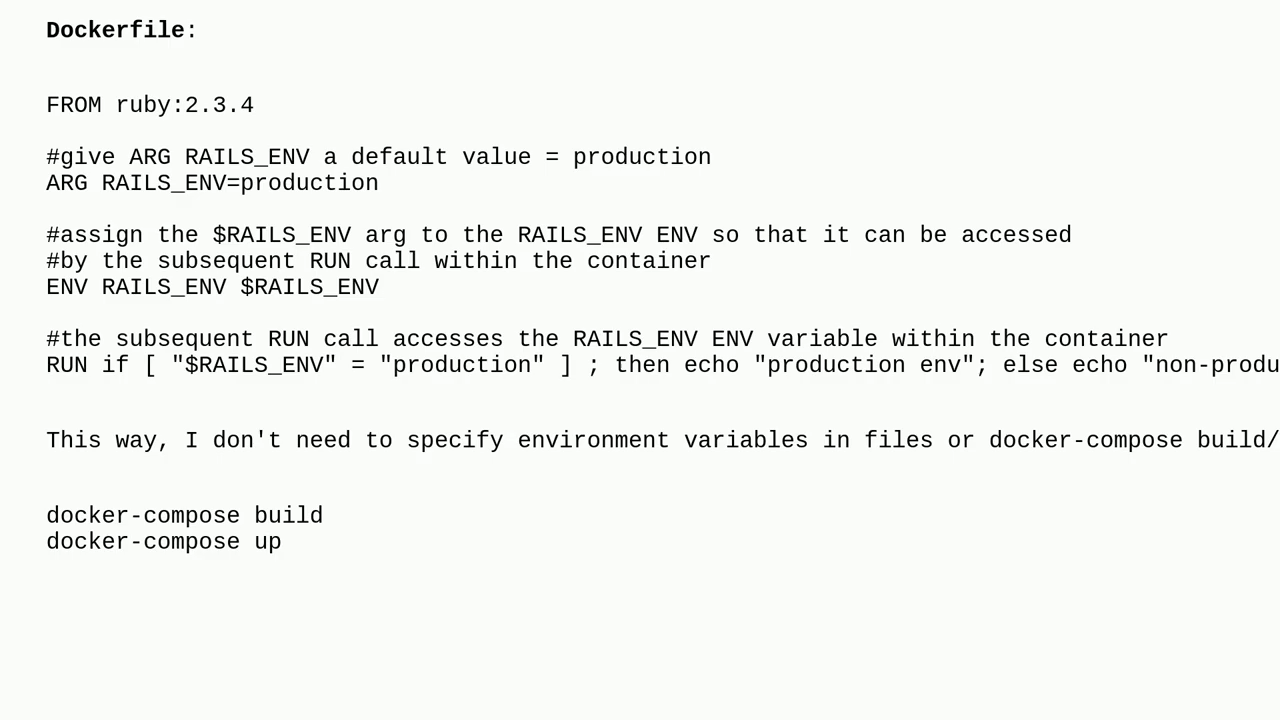 Dockerfile:
FROM ruby:2.3.4
#give ARG RAILS_ENV a default value = production
ARG RAILS_ENV=production
#assign the $RAILS_ENV arg to the RAILS_ENV ENV so that it can be accessed
#by the subsequent RUN call within the container
ENV RAILS_ENV $RAILS_ENV
#the subsequent RUN call accesses the RAILS_ENV ENV variable within the container
RUN if [ "$RAILS_ENV" = "production" ] ; then echo "production env"; else echo "non-produ
This way, I don't need to specify environment variables in files or docker-compose build/
docker-compose build
docker-compose up